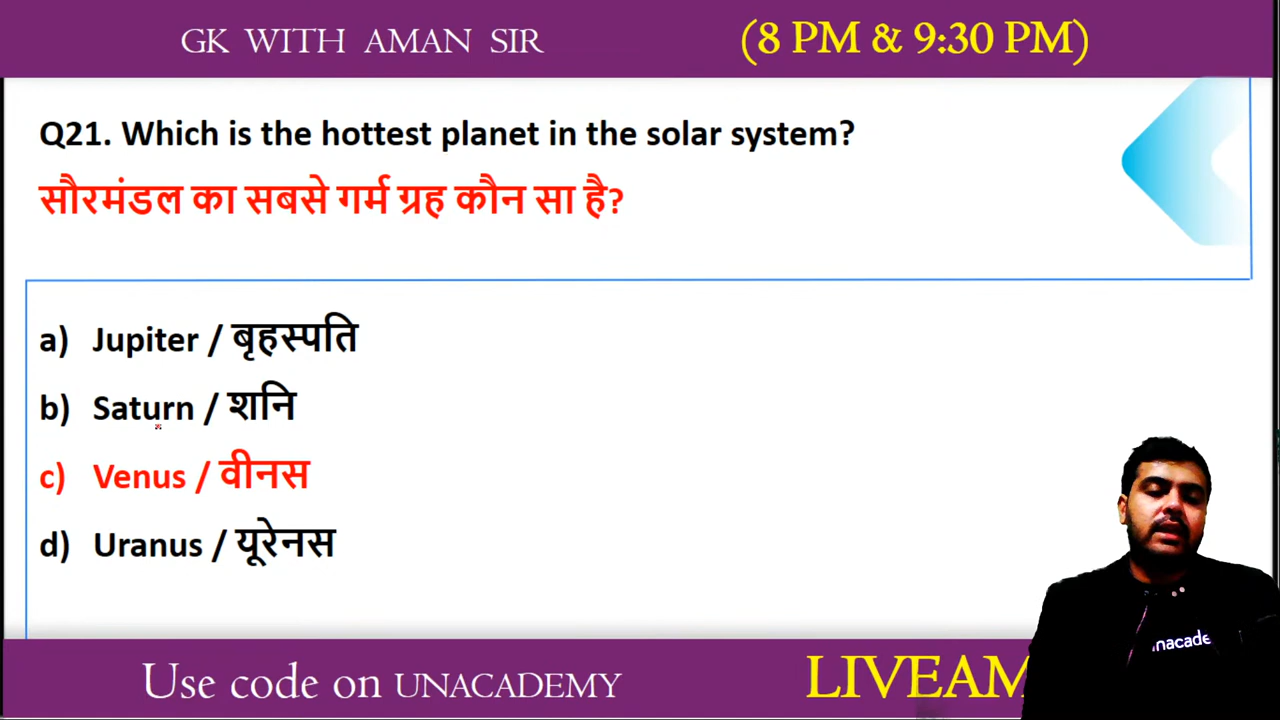 GK WITH AMAN SIR (8 PM & 9:30 PM)
Q21. Which is the hottest planet in the solar system?
सौरमंडल का सबसे गर्म ग्रह कौन सा है?
a) Jupiter / बृहस्पति
b) Saturn / शनि
c) Venus / वीनस
d) Uranus / यूरेनस
nacade
Use code on UNACADEMY LIVEAM